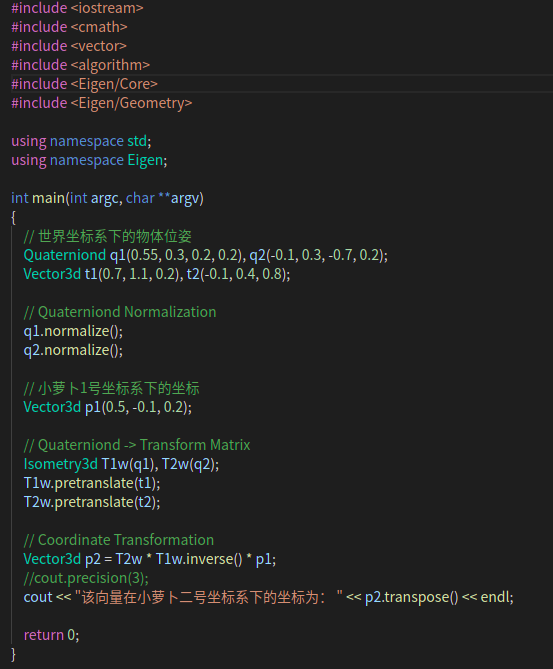 #include <iostream>
#include <cmath>
#include <vector>
#include <algorithm>
#include <Eigen/Core>
#include <Eigen/Geometry>
using namespace std;
using namespace Eigen;
int main(int argc, char **argv)
{
// 世界坐标系下的物体位姿
Quaterniond q1(0.55, 0.3, 0.2, 0.2), q2(-0.1, 0.3, -0.7, 0.2);
Vector3d t1(0.7, 1.1, 0.2), t2(-0.1, 0.4, 0.8);
// Quaterniond Normalization
q1.normalize();
q2.normalize();
// 小萝卜1号坐标系下的坐标
Vector3d p1(0.5, -0.1, 0.2);
// Quaterniond -> Transform Matrix
Isometry3d T1w(q1), T2w(q2);
T1w.pretranslate(t1);
T2w.pretranslate(t2);
// Coordinate Transformation
Vector3d p2 = T2w * T1w.inverse() * p1;
//cout.precision(3);
cout << "该向量在小萝卜二号坐标系下的坐标为： " << p2.transpose() << endl;
return 0;
}